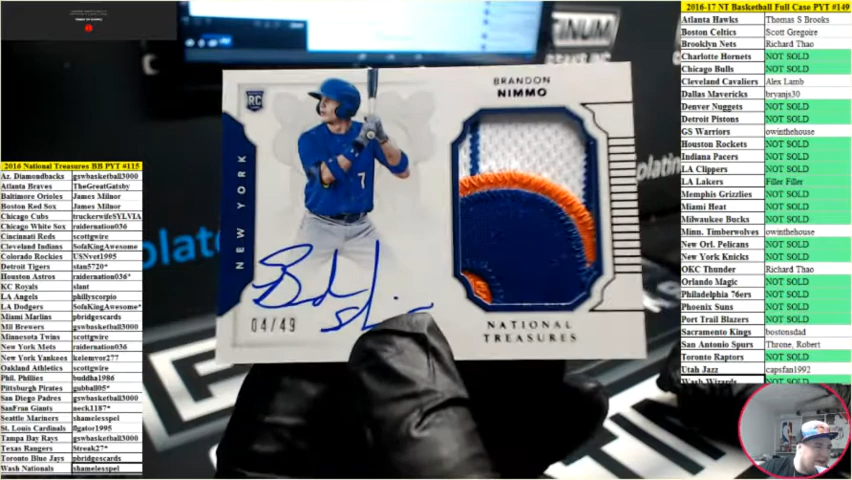 2016 National Treasures BB PYT #115
Az. Diamondbacks gswbasketball3000
Atlanta Braves TheGreatGatsby
Baltimore Orioles James Milnor
Boston Red Sox James Milnor
Chicago Cubs truckerwifeSYLVIA
Chicago White Sox raidernation036
Cincinnati Reds scottgwire
Cleveland Indians SofaKingAwesome
Colorado Rockies USNvet1995
Detroit Tigers stan5720*
Houston Astros raidernation036*
KC Royals slant
LA Angels phillyscorpio
LA Dodgers SofaKingAwesome*
Miami Marlins pbridgescards
Mil Brewers gswbasketball3000
Minnesota Twins scottgwire
New York Mets raidernation036
New York Yankees kelemvor277
Oakland Athletics scottgwire
Phil. Phillies buddha1986
Pittsburgh Pirates gubball05*
San Diego Padres gswbasketball3000
SanFran Giants neck1187*
Seattle Mariners shamelesspel
St. Louis Cardinals figator1995
Tampa Bay Rays gswbasketball3000
Texas Rangers Streak27*
Toronto Blue Jays pbridgescards
Wash Nationals shamelesspel
RC
BRANDON
NIMMO
NEW YORK
7
04/49
NATIONAL
TREASURES
2016-17 NT Basketball Full Case PYT #149
Atlanta Hawks Thomas S Brooks
Boston Celtics Scott Gregoire
Brooklyn Nets Richard Thao
Charlotte Hornets NOT SOLD
Chicago Bulls NOT SOLD
Cleveland Cavaliers Alex Lamb
Dallas Mavericks bryanjs30
Denver Nuggets NOT SOLD
Detroit Pistons NOT SOLD
GS Warriors owinthehouse
Houston Rockets NOT SOLD
Indiana Pacers NOT SOLD
LA Clippers NOT SOLD
LA Lakers Filler Filler
Memphis Grizzlies NOT SOLD
Miami Heat NOT SOLD
Milwaukee Bucks NOT SOLD
Minn. Timberwolves owinthehouse
New Orl. Pelicans NOT SOLD
New York Knicks NOT SOLD
OKC Thunder Richard Thao
Orlando Magic NOT SOLD
Philadelphia 76ers NOT SOLD
Phoenix Suns NOT SOLD
Port Trail Blazers NOT SOLD
Sacramento Kings bostonsdad
San Antonio Spurs Throne, Robert
Toronto Raptors NOT SOLD
Utah Jazz capsfan1992
Wash Wizards NOT SOLD